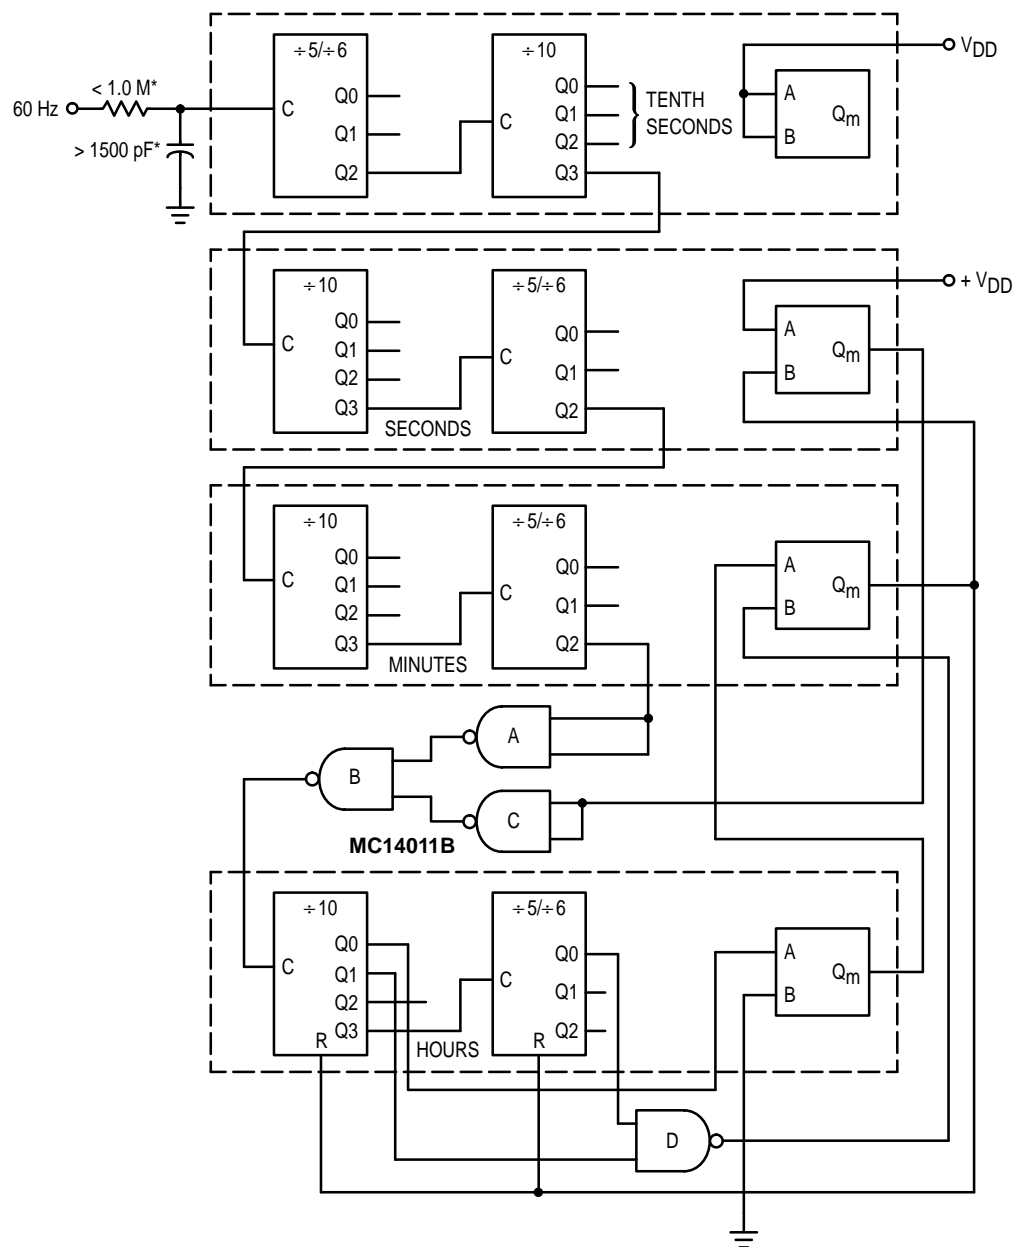 ÷5/÷6 ÷10
VDD
< 1.0 M*
60 Hz
C
Q0
Q1
Q2
C
Q0
Q1
Q2
Q3
TENTH
SECONDS
A
B
Qm
> 1500 pF*
÷10 ÷5/÷6
+ VDD
C
Q0
Q1
Q2
Q3
SECONDS
C
Q0
Q1
Q2
A
B
Qm
÷10 ÷5/÷6
C
Q0
Q1
Q2
Q3
MINUTES
C
Q0
Q1
Q2
A
B
Qm
A
B
C
MC14011B
÷10 ÷5/÷6
C
Q0
Q1
Q2
Q3
R
HOURS
C
Q0
Q1
Q2
R
A
B
Qm
D